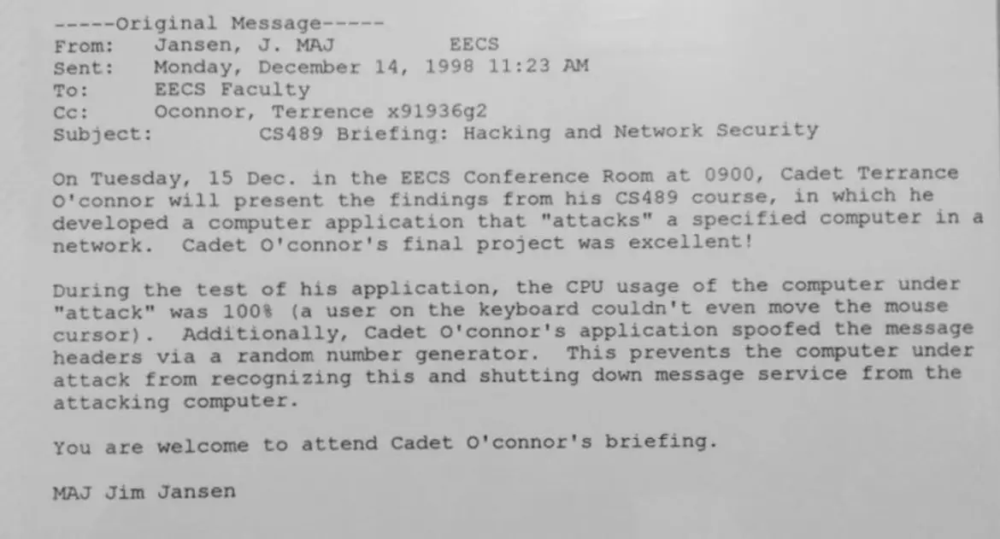 -----Original Message-----
From: Jansen, J. MAJ EECS
Sent: Monday, December 14, 1998 11:23 AM
To: EECS Faculty
Cc: Oconnor, Terrence x91936g2
Subject: CS489 Briefing: Hacking and Network Security
On Tuesday, 15 Dec. in the EECS Conference Room at 0900, Cadet Terrance
O'connor will present the findings from his CS489 course, in which he
developed a computer application that "attacks" a specified computer in a
network. Cadet O'connor's final project was excellent!
During the test of his application, the CPU usage of the computer under
"attack" was 100% (a user on the keyboard couldn't even move the mouse
cursor). Additionally, Cadet O'connor's application spoofed the message
headers via a random number generator. This prevents the computer under
attack from recognizing this and shutting down message service from the
attacking computer.
You are welcome to attend Cadet O'connor's briefing.
MAJ Jim Jansen